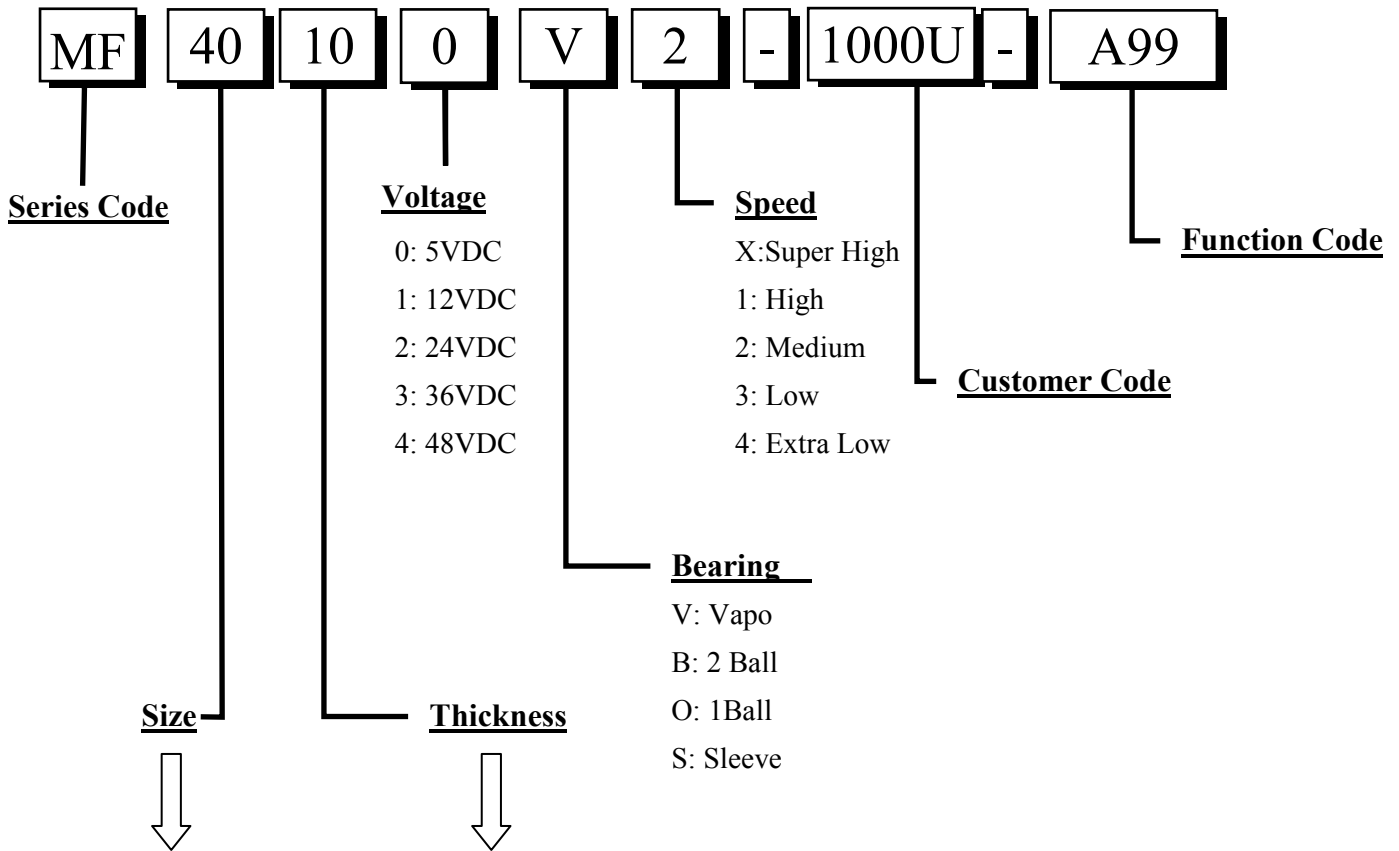 MF 40 10 0 V 2 - 1000U - A99
Series Code
Voltage
0: 5VDC
1: 12VDC
2: 24VDC
3: 36VDC
4: 48VDC
Speed
X:Super High
1: High
2: Medium
3: Low
4: Extra Low
Function Code
Customer Code
Bearing
V: Vapo
B: 2 Ball
O: 1Ball
S: Sleeve
Size
Thickness